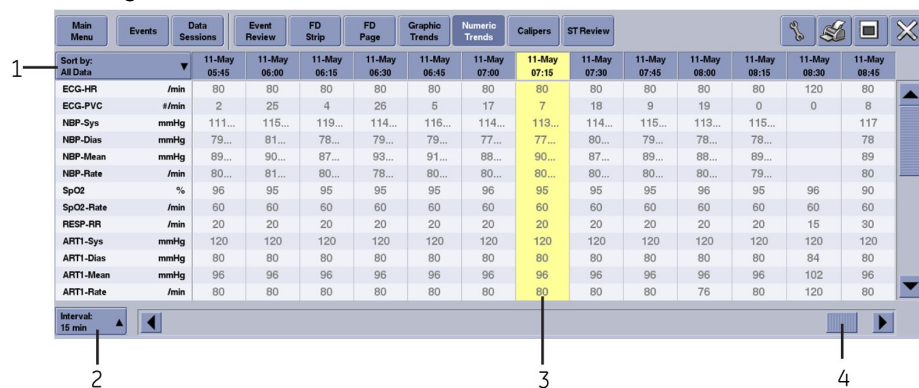 Main Menu Events Data Sessions Event Review FD Strip FD Page Graphic Trends Numeric Trends Calipers ST Review
1
Sort by: All Data 11-May 05:45 11-May 06:00 11-May 06:15 11-May 06:30 11-May 06:45 11-May 07:00 11-May 07:15 11-May 07:30 11-May 07:45 11-May 08:00 11-May 08:15 11-May 08:30 11-May 08:45
ECG-HR /min 80 80 80 80 80 80 80 80 80 80 80 120 80
ECG-PVC #/min 2 25 4 26 5 17 7 18 9 19 0 0 8
NBP-Sys mmHg 111... 115... 119... 114... 116... 114... 113... 114... 115... 113... 115... 117
NBP-Dias mmHg 79... 81... 78... 79... 79... 77... 77... 80... 79... 78... 78... 78
NBP-Mean mmHg 89... 90... 87... 93... 91... 88... 90... 87... 89... 88... 89... 89
NBP-Rate /min 80... 81... 80... 78... 80... 80... 80... 80... 80... 80... 79... 80
SpO2 % 96 95 95 95 96 95 95 95 95 96 95 96 90
SpO2-Rate /min 60 60 60 60 60 60 60 60 60 60 60 60 60
RESP-RR /min 20 20 20 20 20 20 20 20 20 20 20 15 30
ART1-Sys mmHg 120 120 120 120 120 120 120 120 120 120 120 120 120
ART1-Dias mmHg 80 80 80 80 80 80 80 80 80 80 80 84 80
ART1-Mean mmHg 96 96 96 96 96 96 96 96 96 96 96 102 96
ART1-Rate /min 80 80 80 80 80 80 80 80 80 76 80 120 80
Interval: 15 min
2 3 4